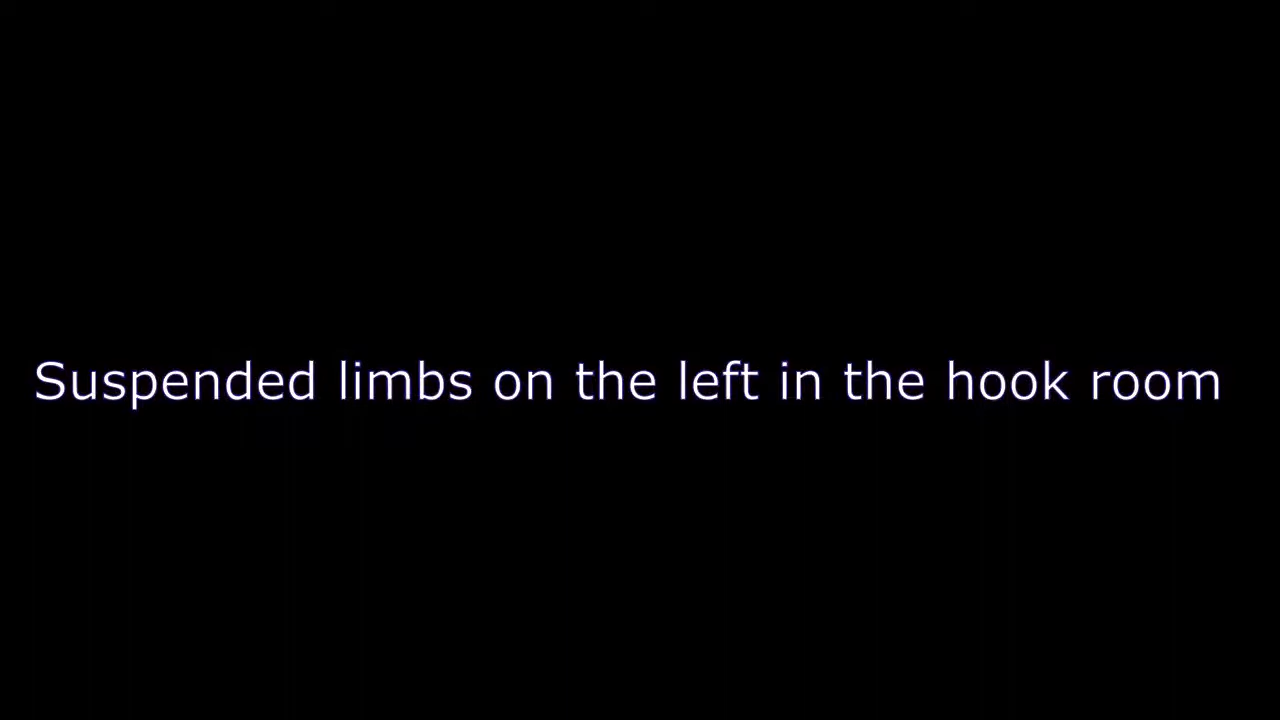 Suspended limbs on the left in the hook room